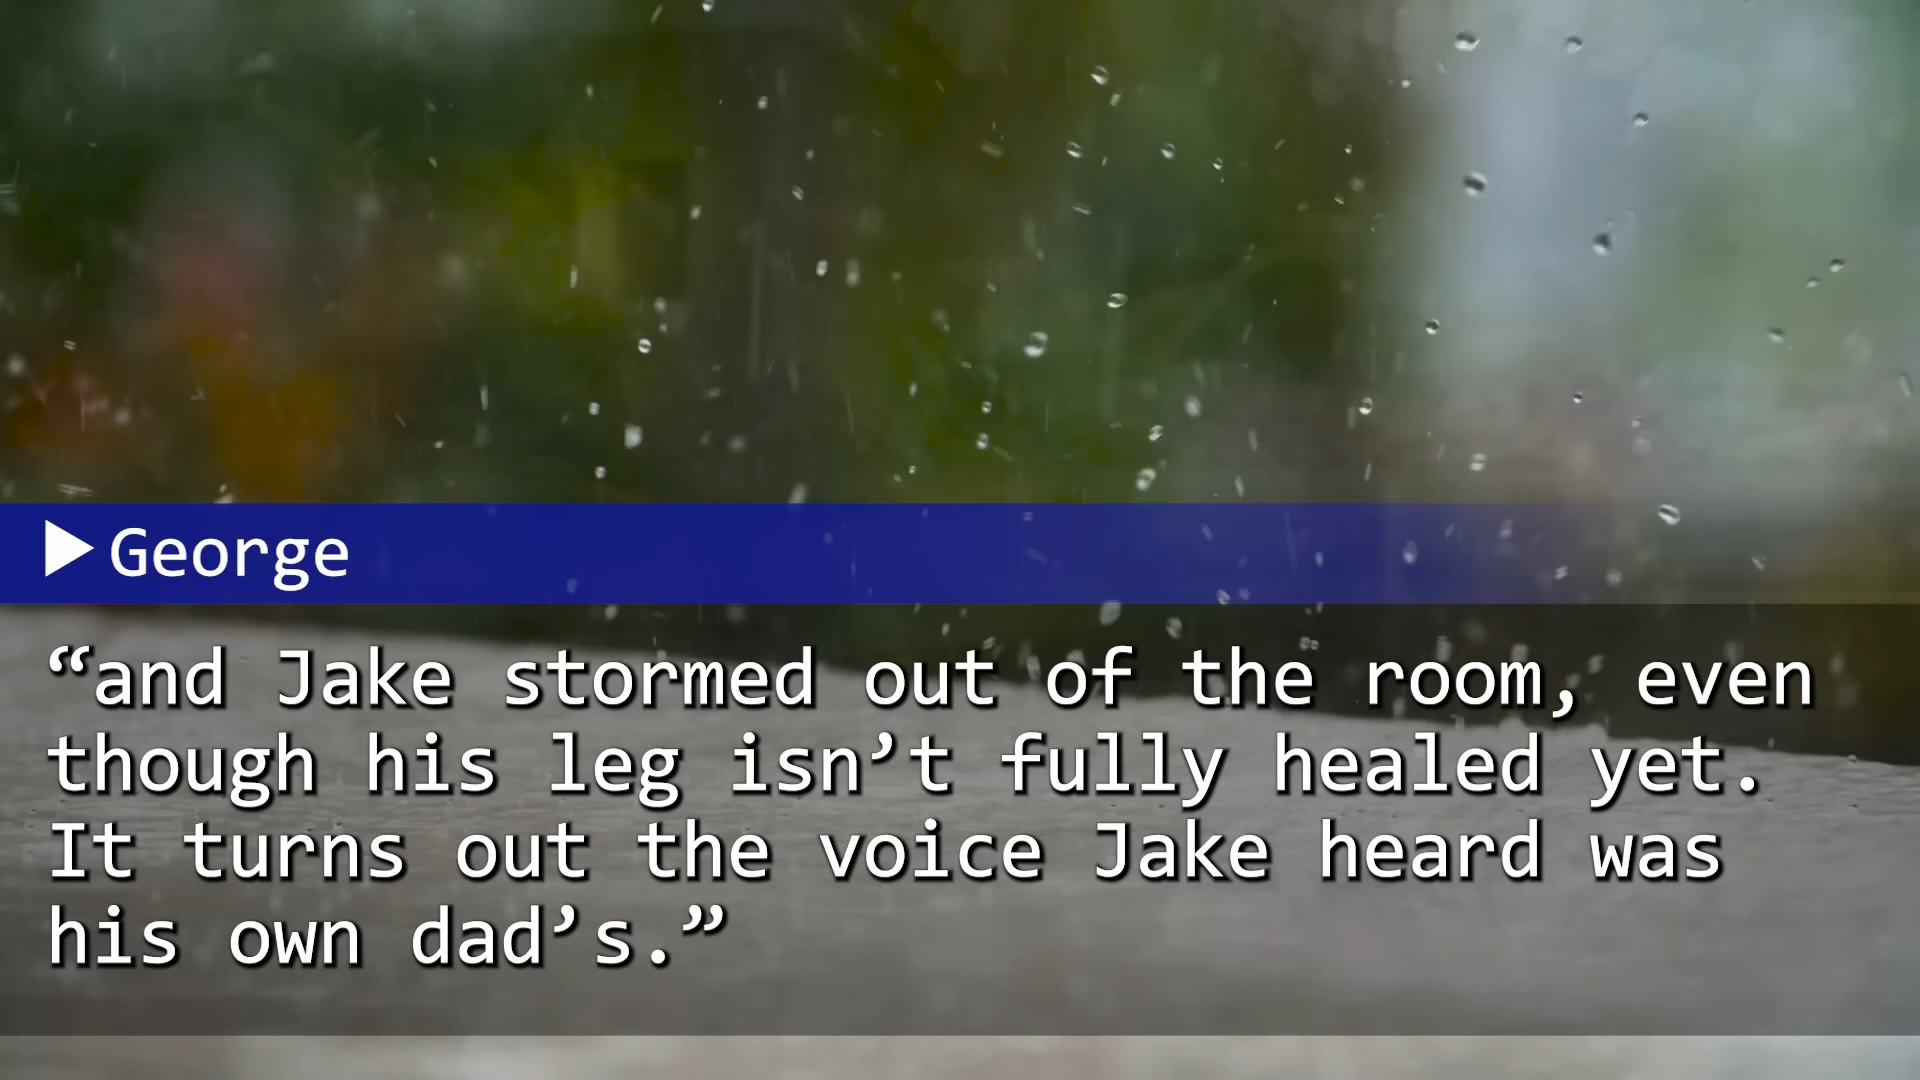 George
“and Jake stormed out of the room, even
though his leg isn’t fully healed yet.
It turns out the voice Jake heard was
his own dad’s.”